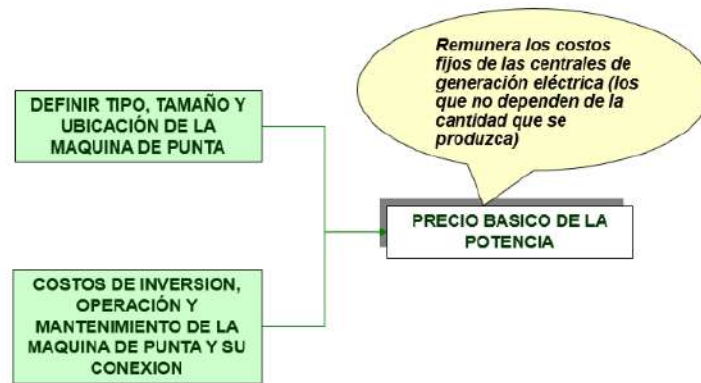 Remunera los costos
fijos de las centrales de
generación eléctrica (los
que no dependen de la
cantidad que se
produzca)
DEFINIR TIPO, TAMAÑO Y
UBICACIÓN DE LA
MAQUINA DE PUNTA
PRECIO BASICO DE LA
POTENCIA
COSTOS DE INVERSION,
OPERACIÓN Y
MANTENIMIENTO DE LA
MAQUINA DE PUNTA Y SU
CONEXION